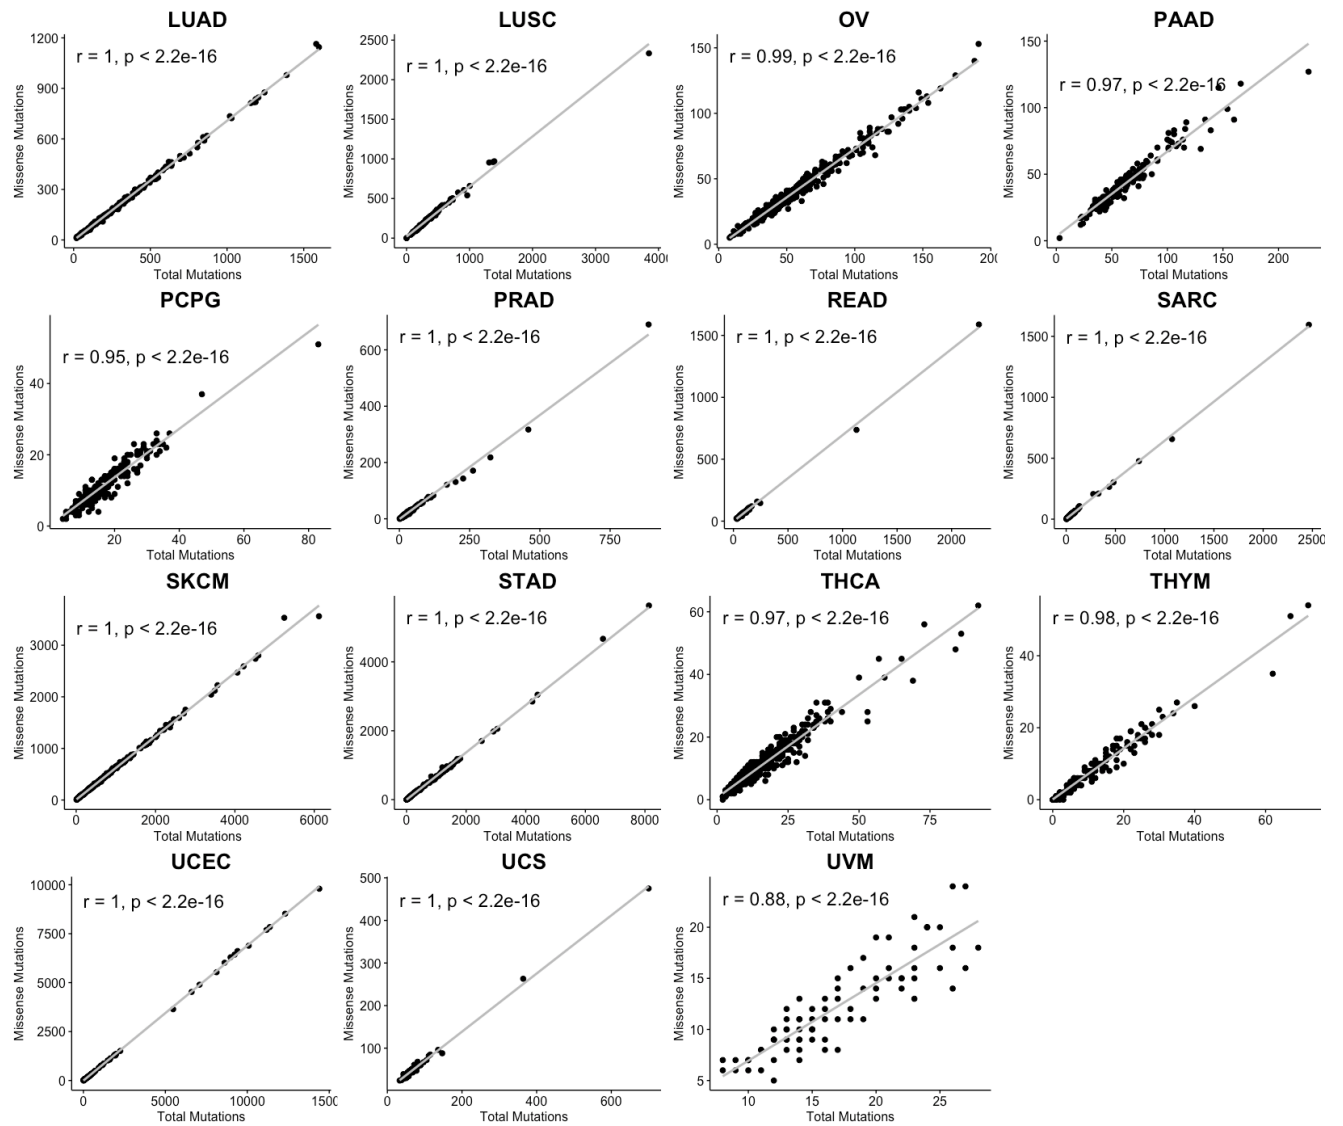 LUAD
r = 1, p < 2.2e-16
Missense Mutations
1200
900
600
300
0
0 500 1000 1500
Total Mutations
LUSC
r = 1, p < 2.2e-16
Missense Mutations
2500
2000
1500
1000
500
0
0 1000 2000 3000 4000
Total Mutations
OV
r = 0.99, p < 2.2e-16
Missense Mutations
150
100
50
0
0 50 100 150 200
Total Mutations
PAAD
r = 0.97, p < 2.2e-16
Missense Mutations
150
100
50
0
0 50 100 150 200
Total Mutations
PCPG
r = 0.95, p < 2.2e-16
Missense Mutations
40
20
0
20 40 60 80
Total Mutations
PRAD
r = 1, p < 2.2e-16
Missense Mutations
600
400
200
0
0 250 500 750
Total Mutations
READ
r = 1, p < 2.2e-16
Missense Mutations
1500
1000
500
0
0 500 1000 1500 2000
Total Mutations
SARC
r = 1, p < 2.2e-16
Missense Mutations
1500
1000
500
0
0 500 1000 1500 2000 2500
Total Mutations
SKCM
r = 1, p < 2.2e-16
Missense Mutations
3000
2000
1000
0
0 2000 4000 6000
Total Mutations
STAD
r = 1, p < 2.2e-16
Missense Mutations
4000
2000
0
0 2000 4000 6000 8000
Total Mutations
THCA
r = 0.97, p < 2.2e-16
Missense Mutations
60
40
20
0
0 25 50 75
Total Mutations
THYM
r = 0.98, p < 2.2e-16
Missense Mutations
40
20
0
0 20 40 60
Total Mutations
UCEC
r = 1, p < 2.2e-16
Missense Mutations
10000
7500
5000
2500
0
0 5000 10000 1500
Total Mutations
UCS
r = 1, p < 2.2e-16
Missense Mutations
500
400
300
200
100
0 200 400 600
Total Mutations
UVM
r = 0.88, p < 2.2e-16
Missense Mutations
20
15
10
5
10 15 20 25
Total Mutations